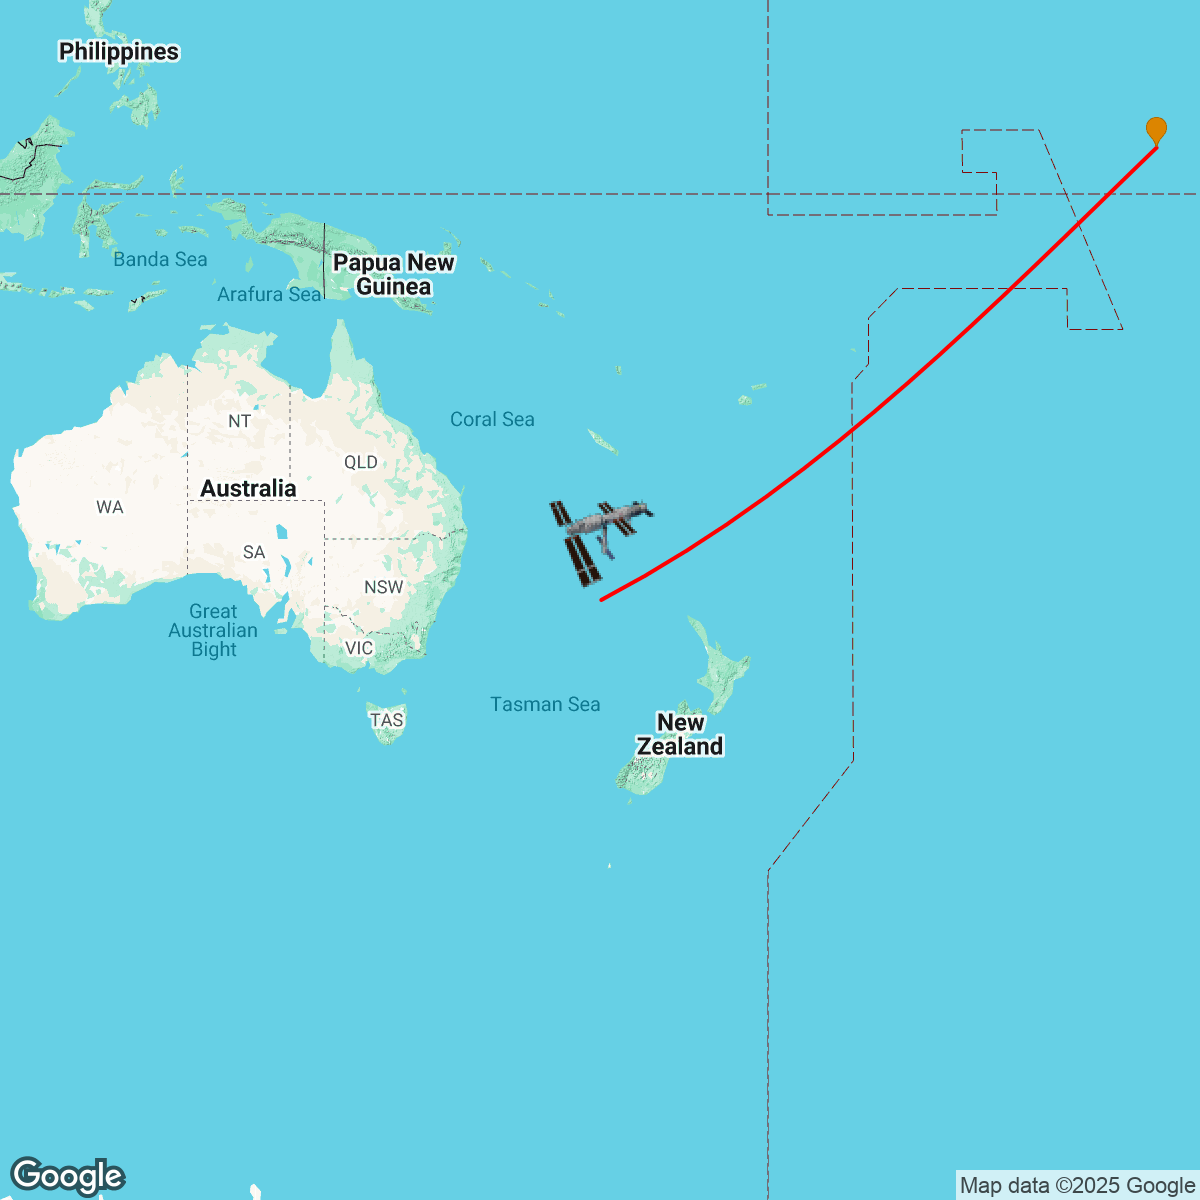 Philippines
Banda Sea
Papua New
Guinea
Arafura Sea
NT
Coral Sea
QLD
Australia
WA
SA
NSW
Great
Australian
Bight
VIC
Tasman Sea
TAS
New
Zealand
Google
Map data ©2025 Google